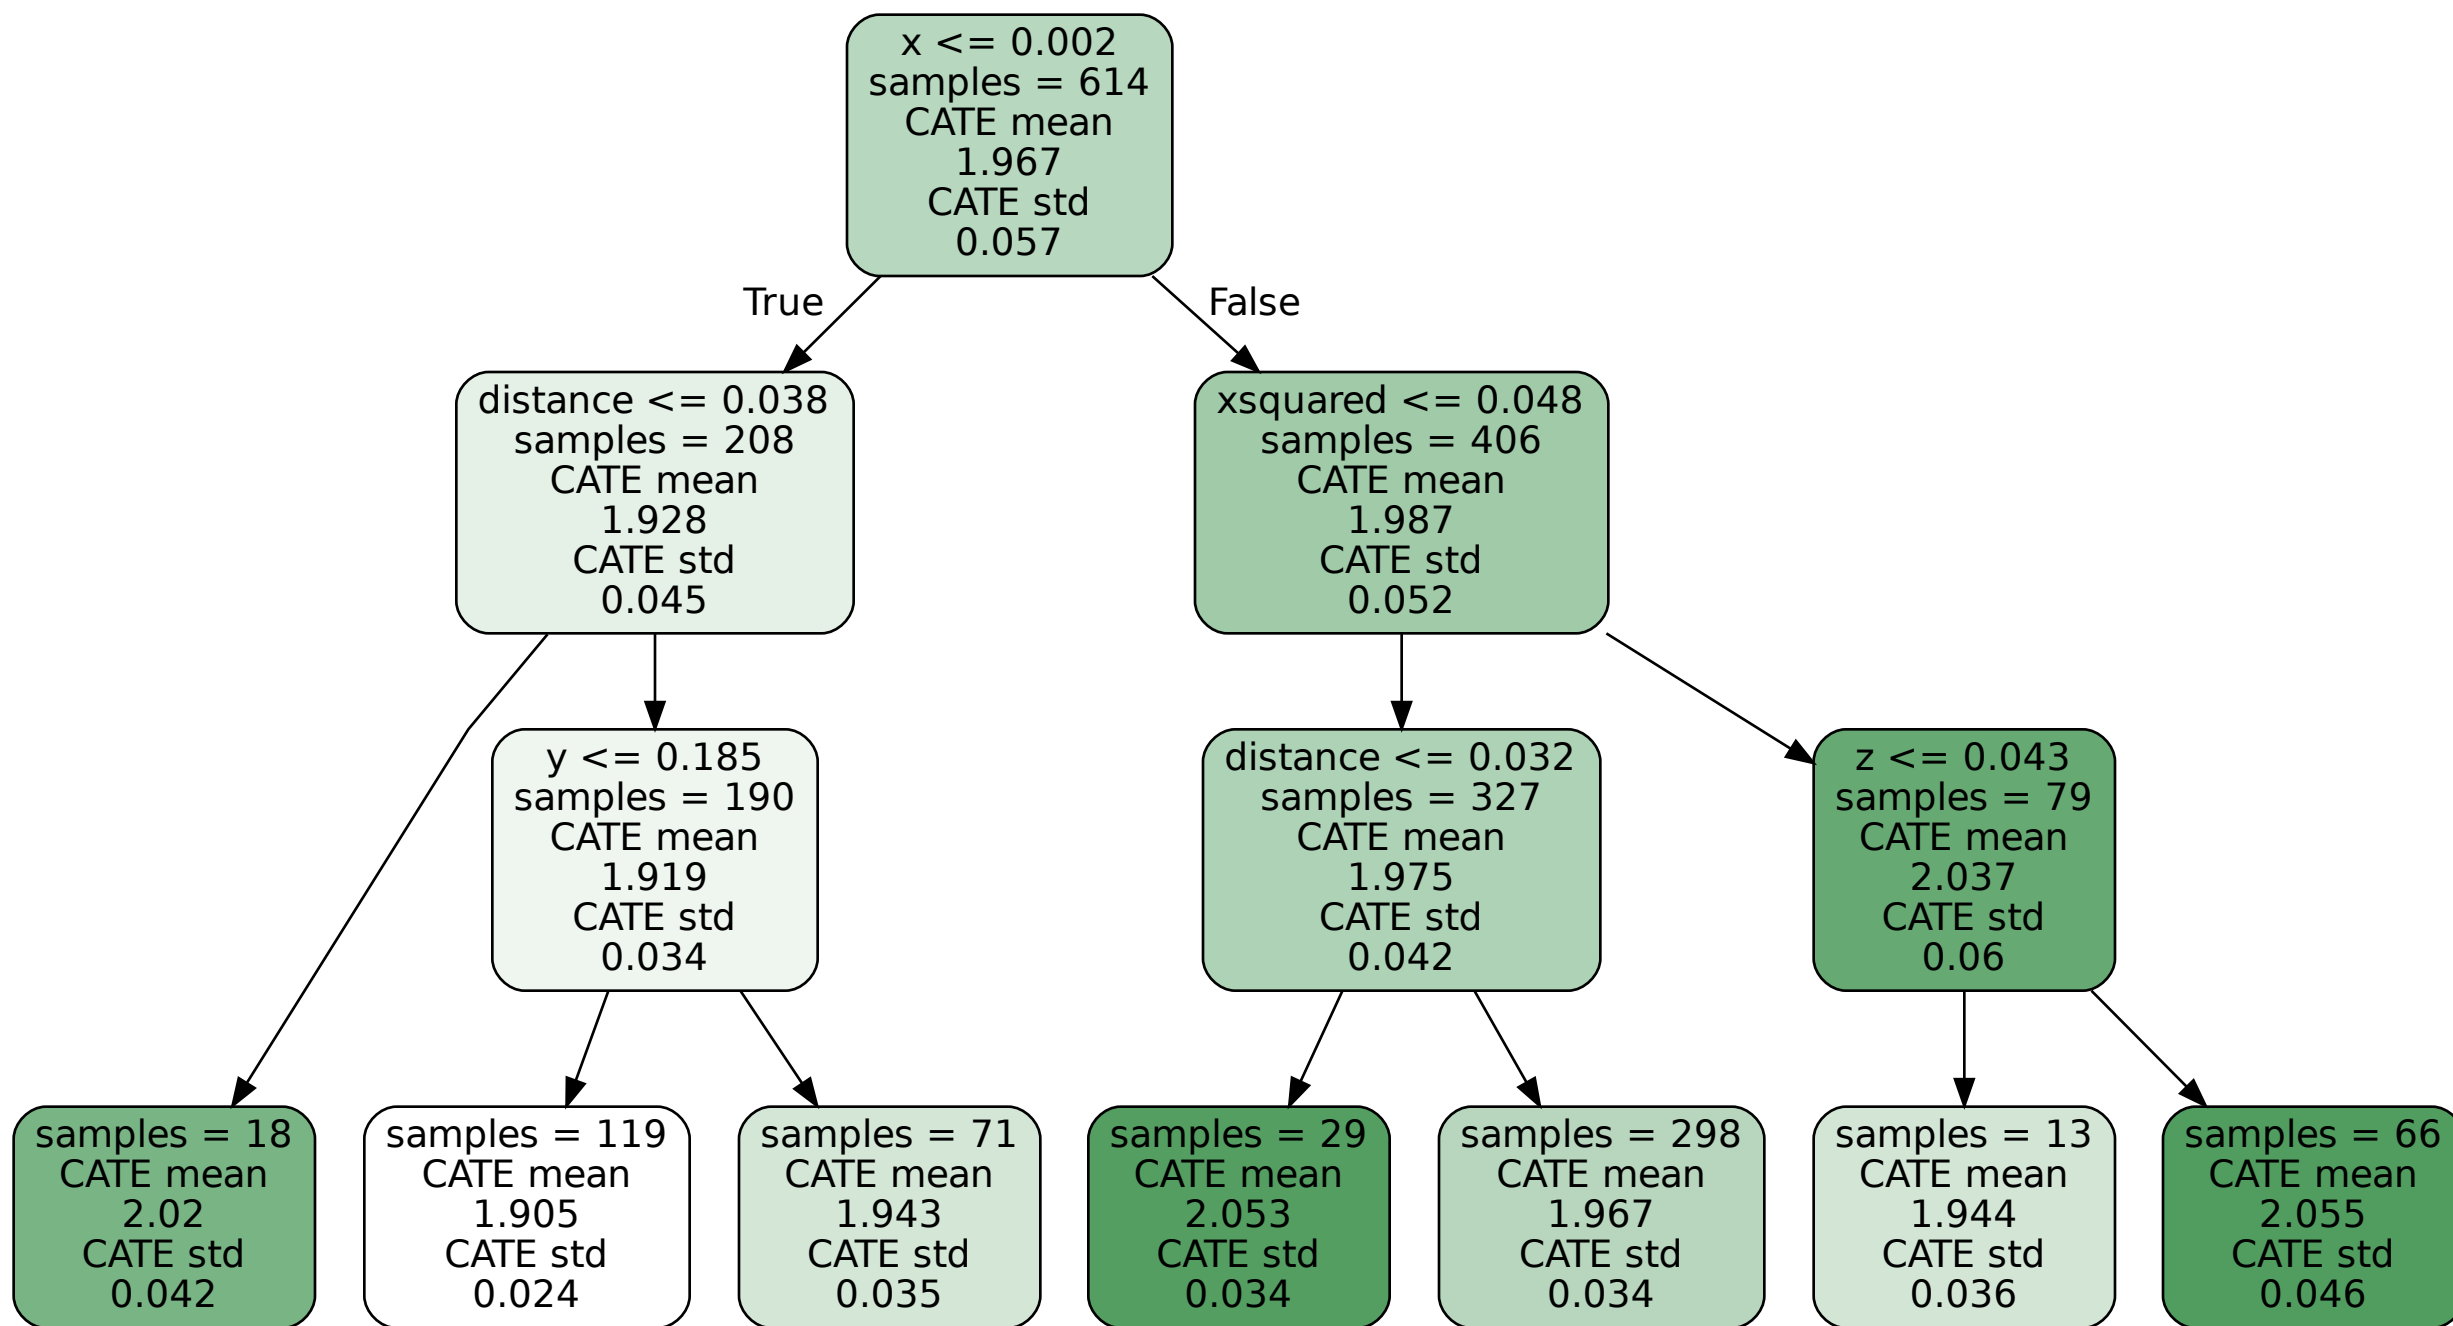 x <= 0.002
samples = 614
CATE mean
1.967
CATE std
0.057
True
False
distance <= 0.038
samples = 208
CATE mean
1.928
CATE std
0.045
xsquared <= 0.048
samples = 406
CATE mean
1.987
CATE std
0.052
y <= 0.185
samples = 190
CATE mean
1.919
CATE std
0.034
distance <= 0.032
samples = 327
CATE mean
1.975
CATE std
0.042
z <= 0.043
samples = 79
CATE mean
2.037
CATE std
0.06
samples = 18
CATE mean
2.02
CATE std
0.042
samples = 119
CATE mean
1.905
CATE std
0.024
samples = 71
CATE mean
1.943
CATE std
0.035
samples = 29
CATE mean
2.053
CATE std
0.034
samples = 298
CATE mean
1.967
CATE std
0.034
samples = 13
CATE mean
1.944
CATE std
0.036
samples = 66
CATE mean
2.055
CATE std
0.046